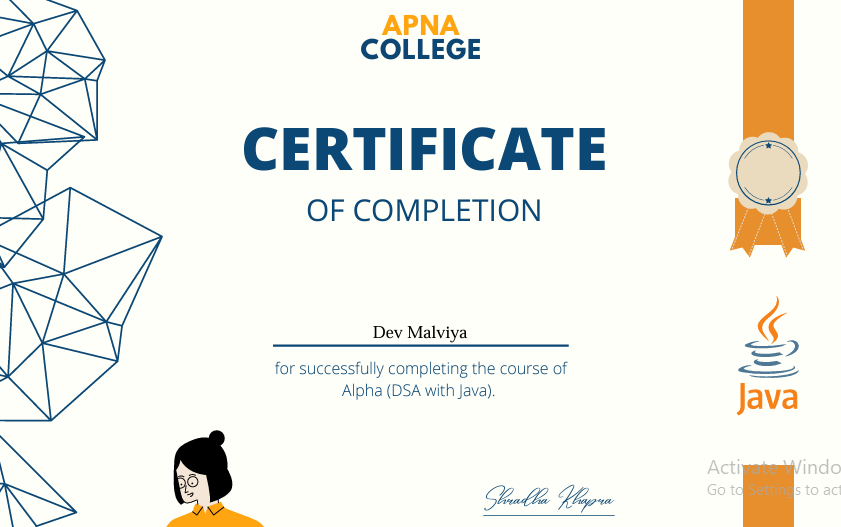 APNA
COLLEGE
CERTIFICATE
OF COMPLETION
Dev Malviya
for successfully completing the course of
Alpha (DSA with Java).
Java
Shradha Khapra
Activate Windo
Go to Settings to act